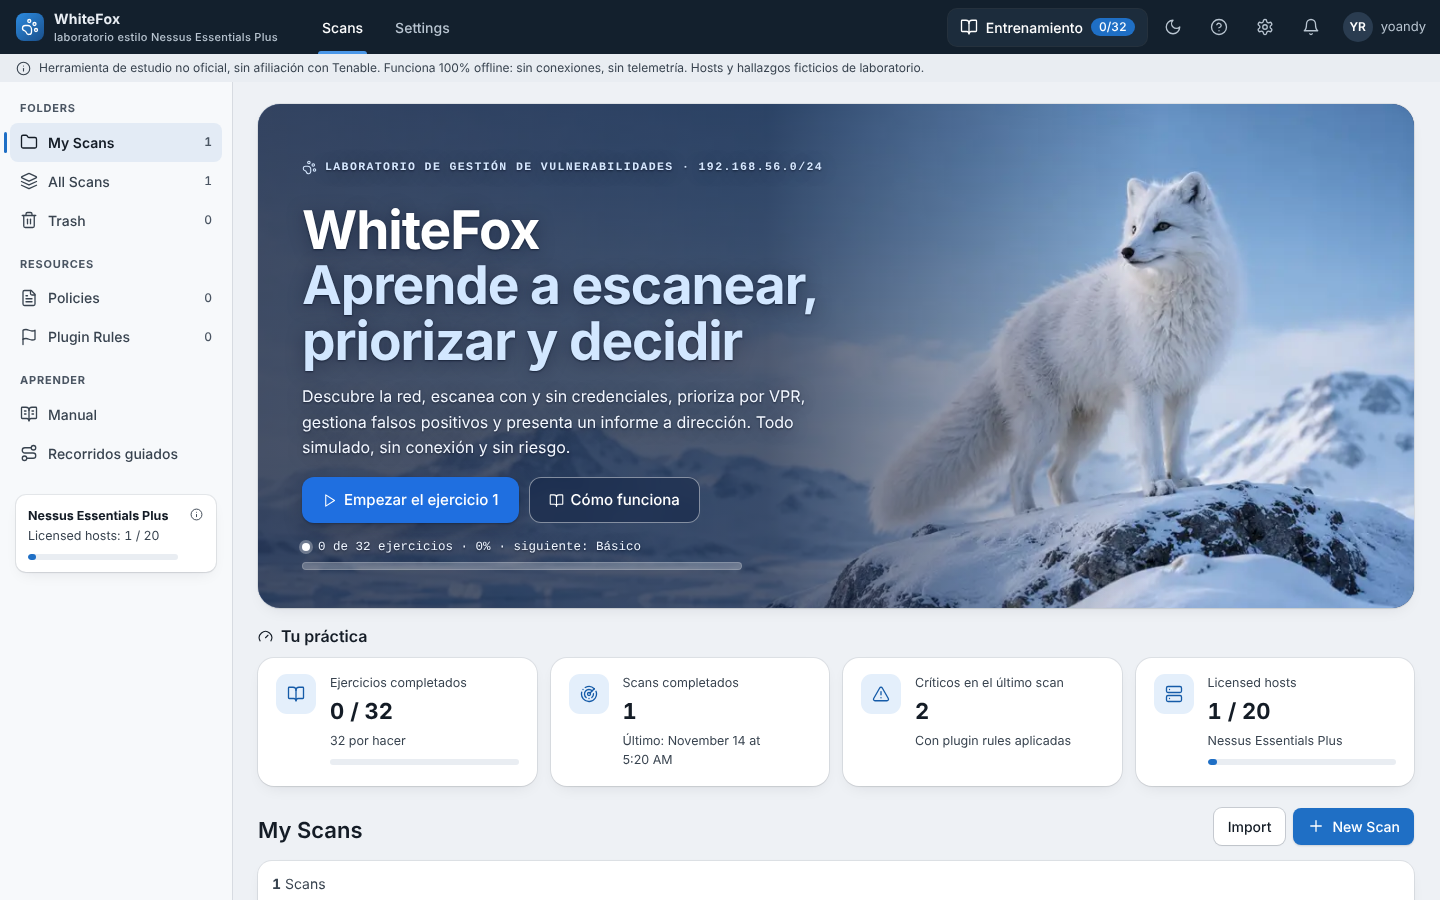 WhiteFox
laboratorio estilo Nessus Essentials Plus
Scans
Settings
Entrenamiento 0/32
YR yoandy
Herramienta de estudio no oficial, sin afiliación con Tenable. Funciona 100% offline: sin conexiones, sin telemetría. Hosts y hallazgos ficticios de laboratorio.
FOLDERS
My Scans 1
All Scans 1
Trash 0
RESOURCES
Policies 0
Plugin Rules 0
APRENDER
Manual
Recorridos guiados
Nessus Essentials Plus
Licensed hosts: 1 / 20
LABORATORIO DE GESTIÓN DE VULNERABILIDADES · 192.168.56.0/24
WhiteFox
Aprende a escanear,
priorizar y decidir
Descubre la red, escanea con y sin credenciales, prioriza por VPR,
gestiona falsos positivos y presenta un informe a dirección. Todo
simulado, sin conexión y sin riesgo.
Empezar el ejercicio 1
Cómo funciona
0 de 32 ejercicios · 0% · siguiente: Básico
Tu práctica
Ejercicios completados
0 / 32
32 por hacer
Scans completados
1
Último: November 14 at
5:20 AM
Críticos en el último scan
2
Con plugin rules aplicadas
Licensed hosts
1 / 20
Nessus Essentials Plus
My Scans
Import
New Scan
1 Scans